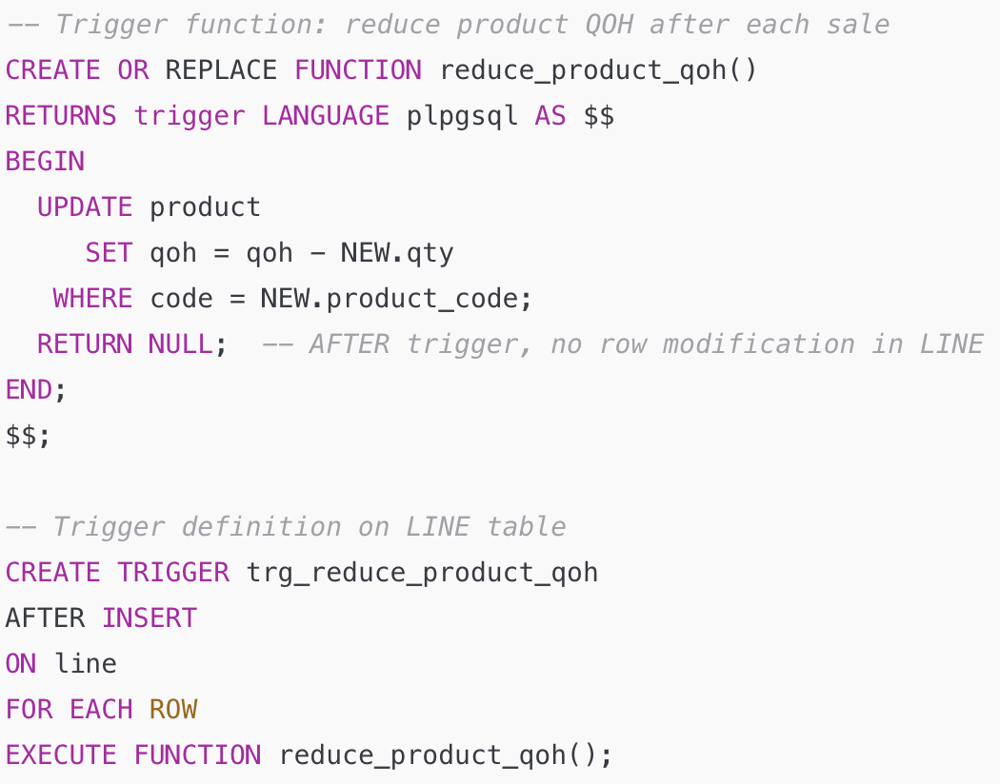 -- Trigger function: reduce product QOH after each sale
CREATE OR REPLACE FUNCTION reduce_product_qoh()
RETURNS trigger LANGUAGE plpgsql AS $$
BEGIN
  UPDATE product
     SET qoh = qoh - NEW.qty
   WHERE code = NEW.product_code;
  RETURN NULL;  -- AFTER trigger, no row modification in LINE
END;
$$;

-- Trigger definition on LINE table
CREATE TRIGGER trg_reduce_product_qoh
AFTER INSERT
ON line
FOR EACH ROW
EXECUTE FUNCTION reduce_product_qoh();